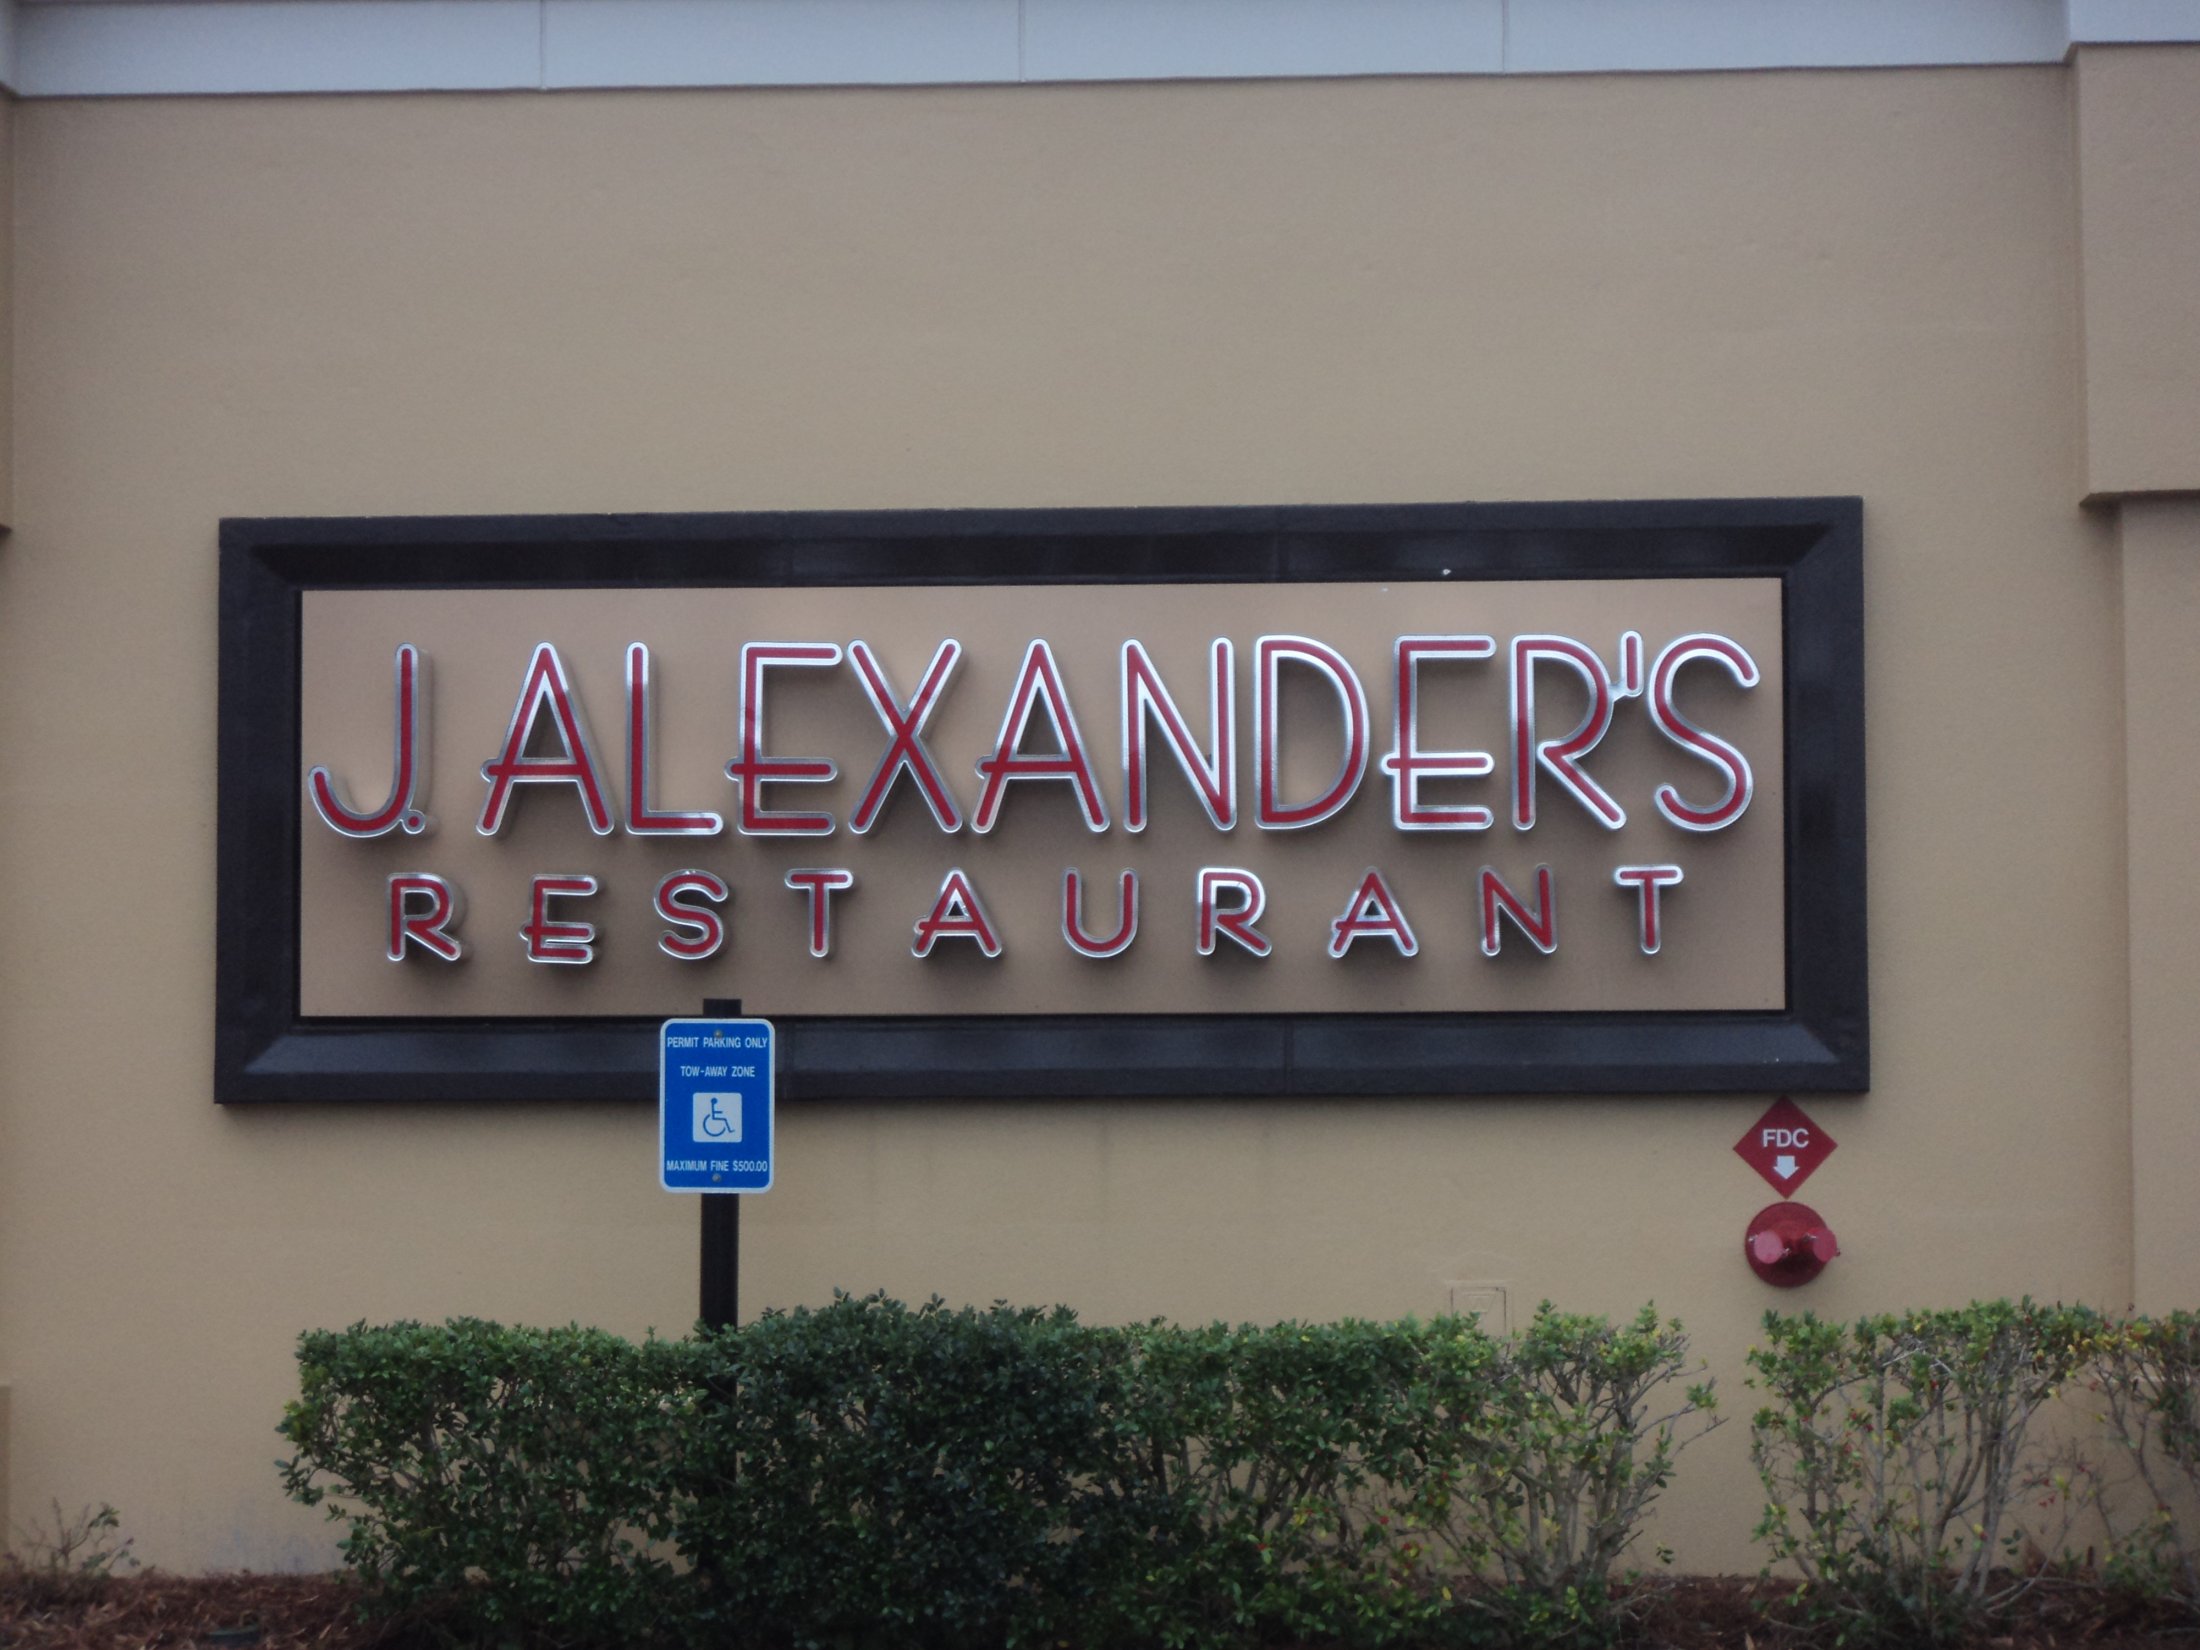 J. ALEXANDER'S
RESTAURANT
PERMIT PARKING ONLY
TOW-AWAY ZONE
MAXIMUM FINE $500.00
FDC